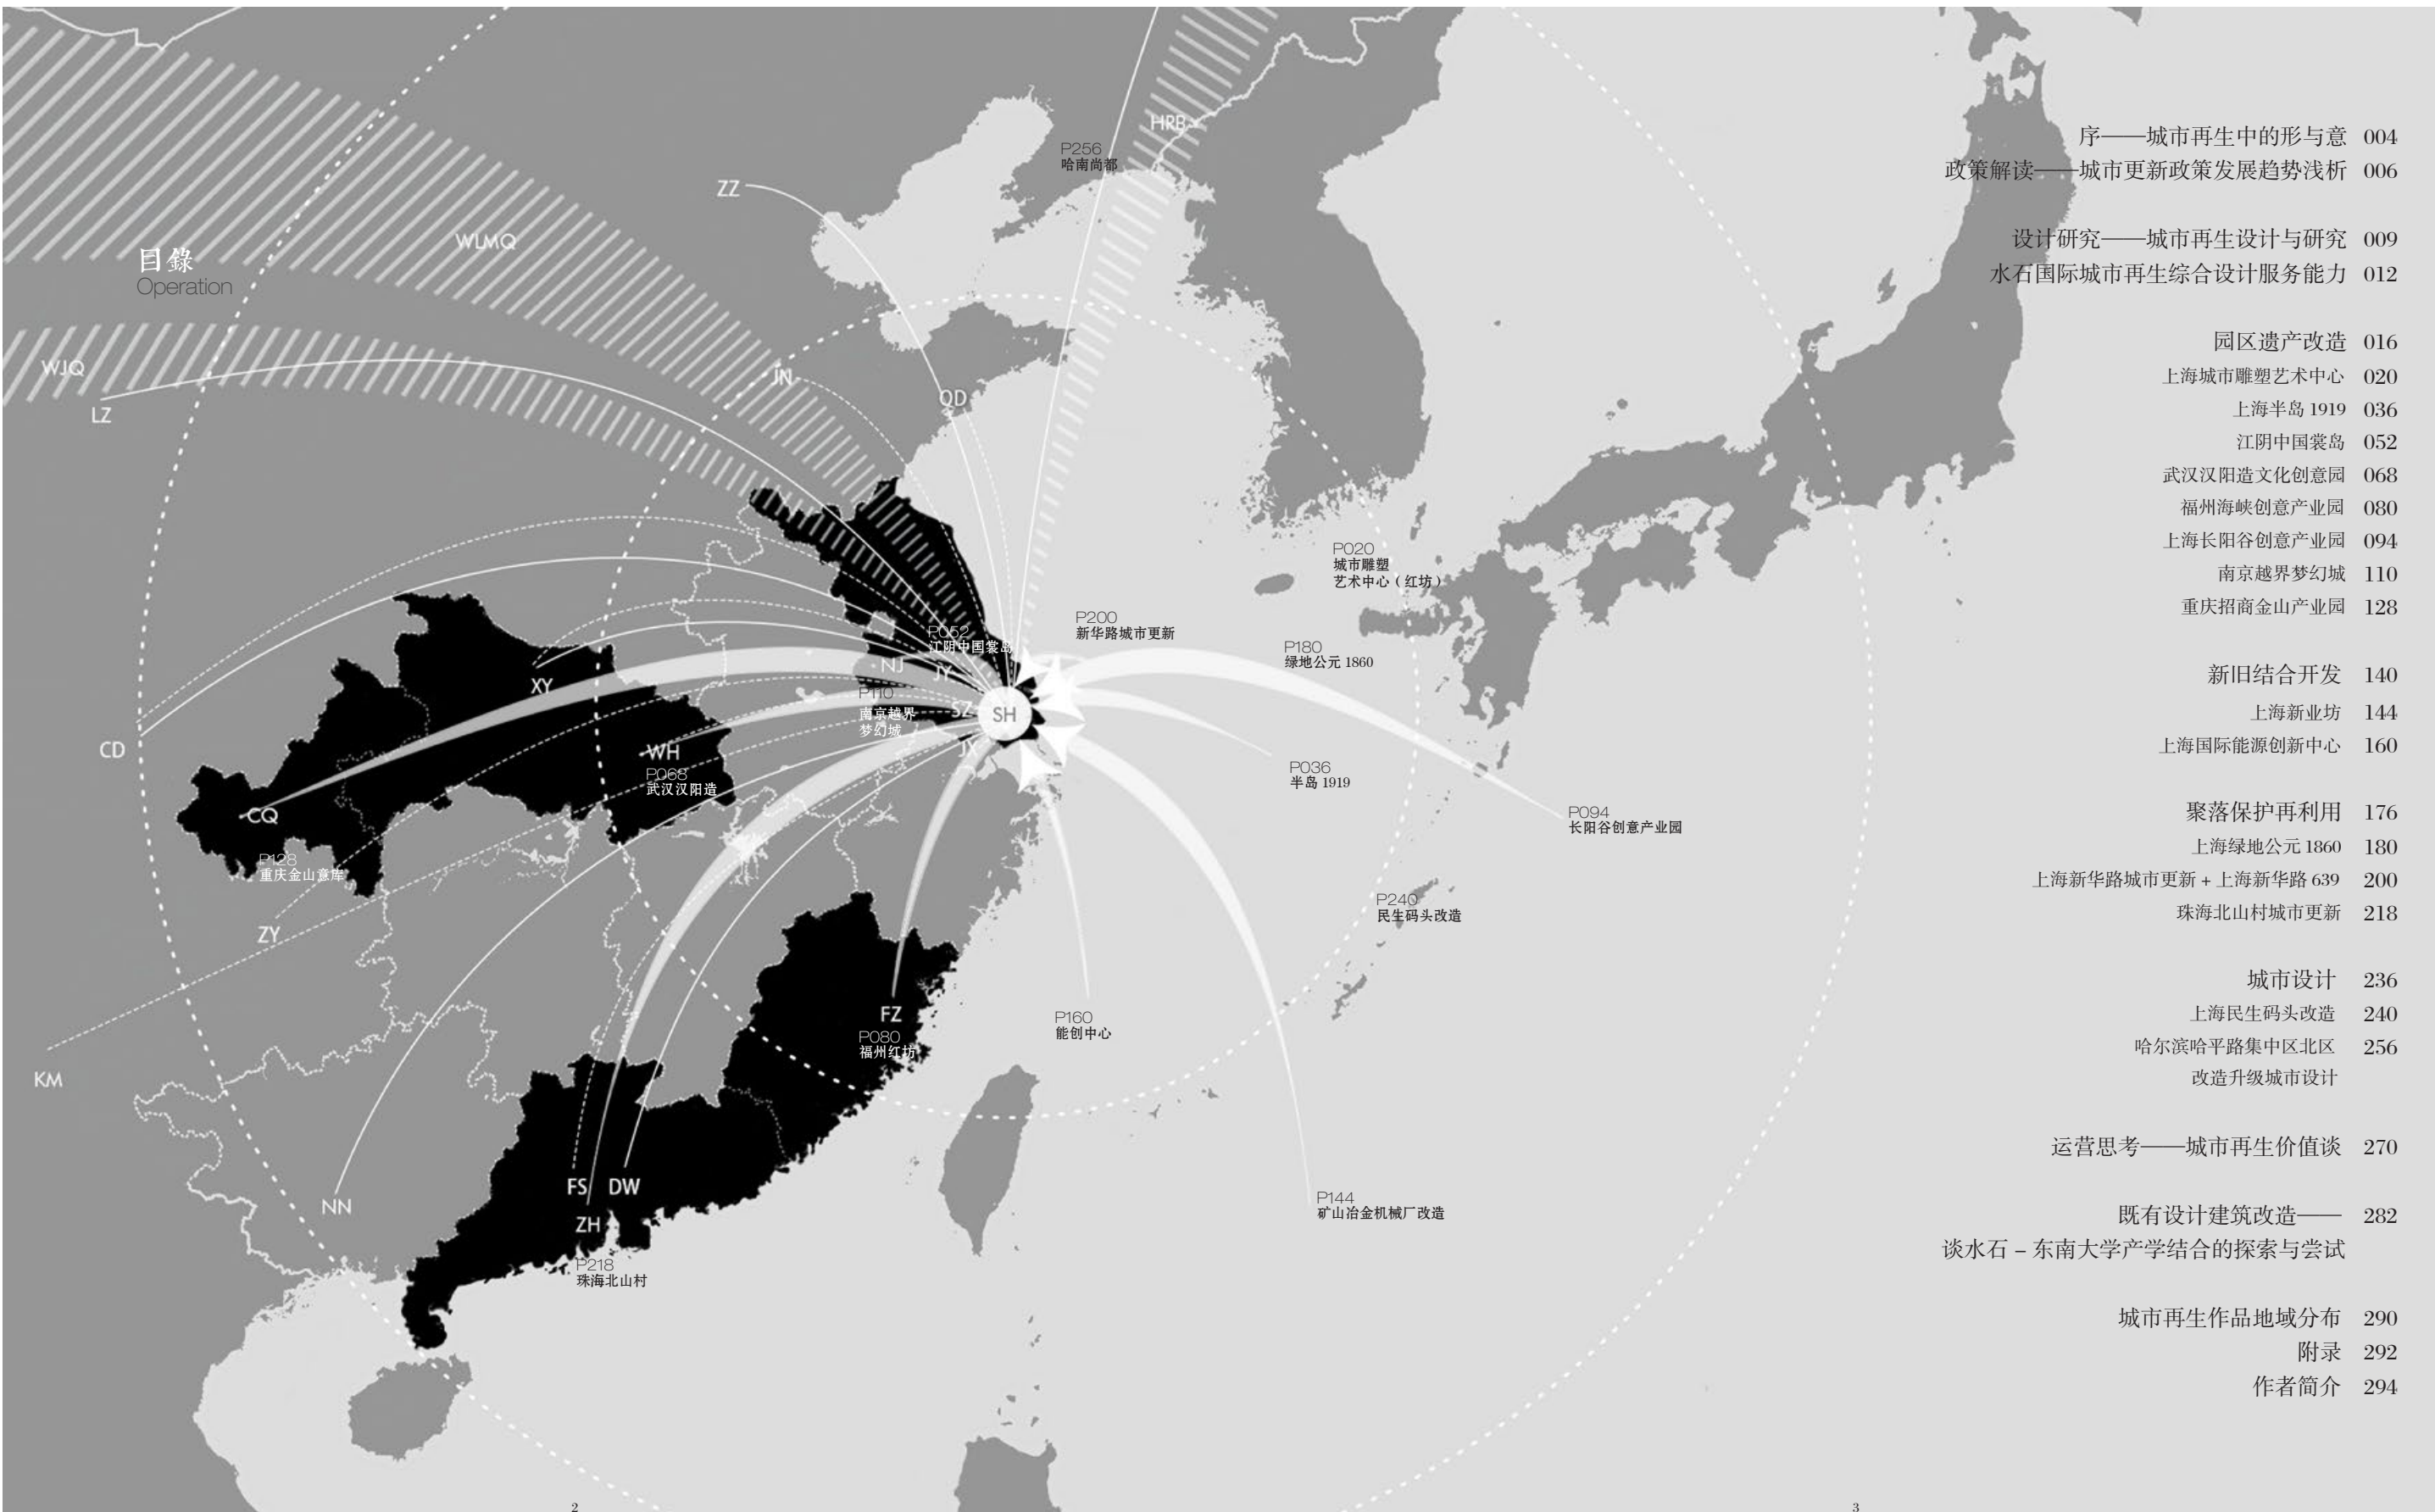 目錄
Operation
HRB
P256
哈南尚都
ZZ
WLMQ
WJQ
LZ
JN
QD
P020
城市雕塑
艺术中心（红坊）
P200
新华路城市更新
P052
江阴中国裳岛
P180
绿地公元 1860
NJ
JY
XY
P110
南京越界
梦幻城
SZ
SH
CD
WH
JX
P068
武汉汉阳造
P036
半岛 1919
CQ
P094
长阳谷创意产业园
P128
重庆金山意库
P240
民生码头改造
ZY
FZ
P160
能创中心
P080
福州红坊
KM
FS
DW
NN
ZH
P144
矿山冶金机械厂改造
P218
珠海北山村
序——城市再生中的形与意 004
政策解读——城市更新政策发展趋势浅析 006
设计研究——城市再生设计与研究 009
水石国际城市再生综合设计服务能力 012
园区遗产改造 016
上海城市雕塑艺术中心 020
上海半岛 1919 036
江阴中国裳岛 052
武汉汉阳造文化创意园 068
福州海峡创意产业园 080
上海长阳谷创意产业园 094
南京越界梦幻城 110
重庆招商金山产业园 128
新旧结合开发 140
上海新业坊 144
上海国际能源创新中心 160
聚落保护再利用 176
上海绿地公元 1860 180
上海新华路城市更新 + 上海新华路 639 200
珠海北山村城市更新 218
城市设计 236
上海民生码头改造 240
哈尔滨哈平路集中区北区 256
改造升级城市设计
运营思考——城市再生价值谈 270
既有设计建筑改造—— 282
谈水石 – 东南大学产学结合的探索与尝试
城市再生作品地域分布 290
附录 292
作者简介 294
2
3